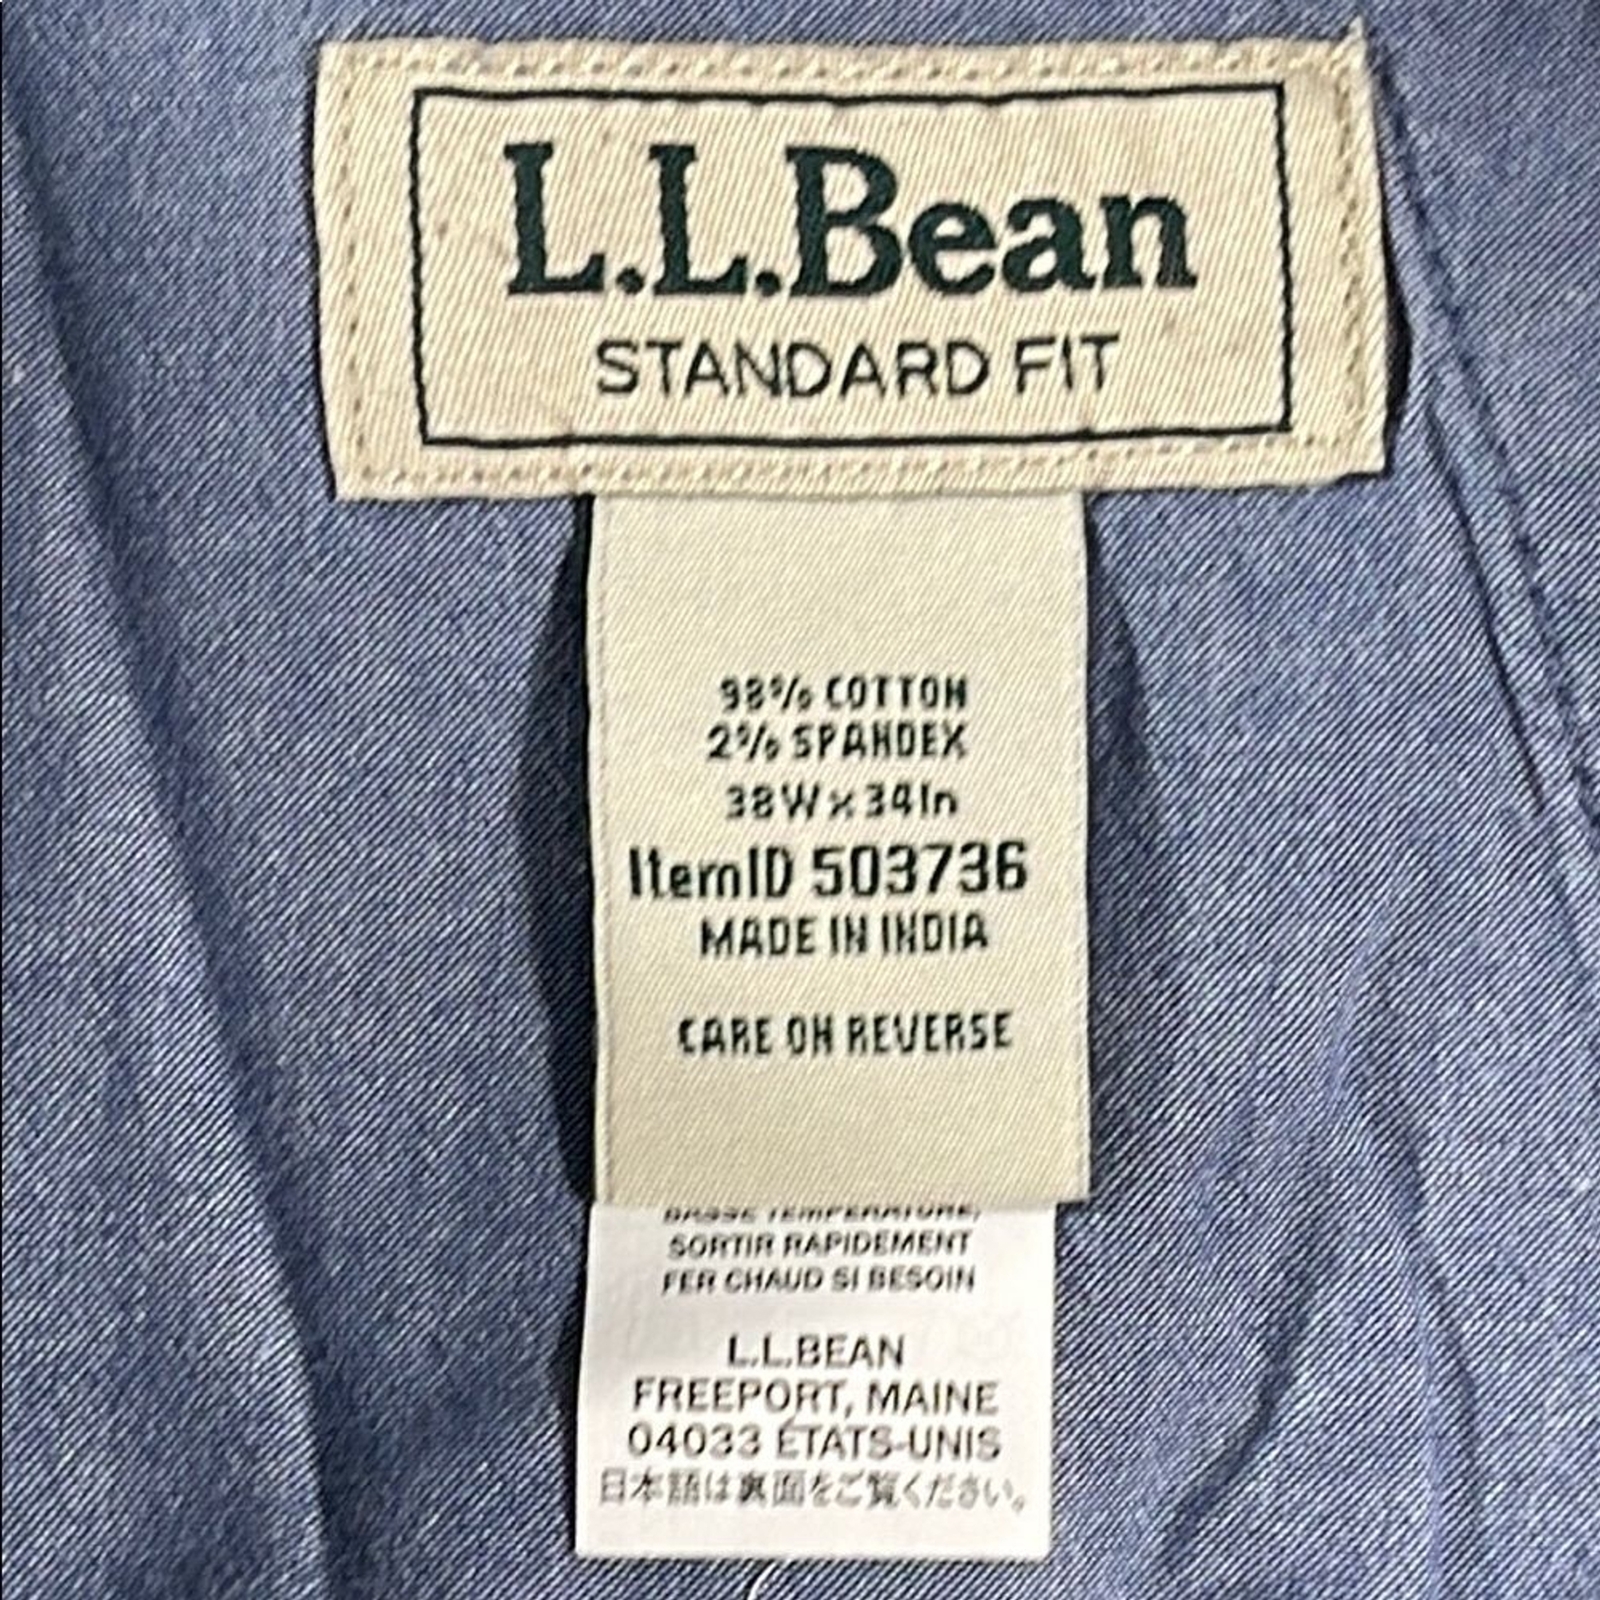 L.L.Bean
STANDARD FIT
98% COTTON
2% SPANDEX
38W x 34In
ItemID 503736
MADE IN INDIA
CARE ON REVERSE
BASSE TEMPERATURE,
SORTIR RAPIDEMENT
FER CHAUD SI BESOIN
L.L.BEAN
FREEPORT, MAINE
04033 ÉTATS-UNIS
日本語は裏面をご覧ください。